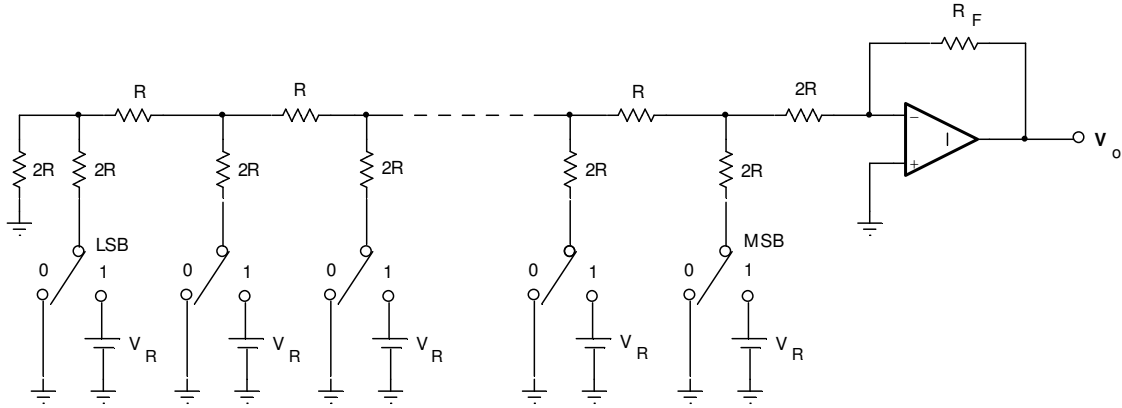 R F
R R R 2R
− + I V o
2R 2R 2R 2R 2R 2R
LSB MSB
0 1 0 1 0 1 0 1 0 1
V R V R V R V R V R